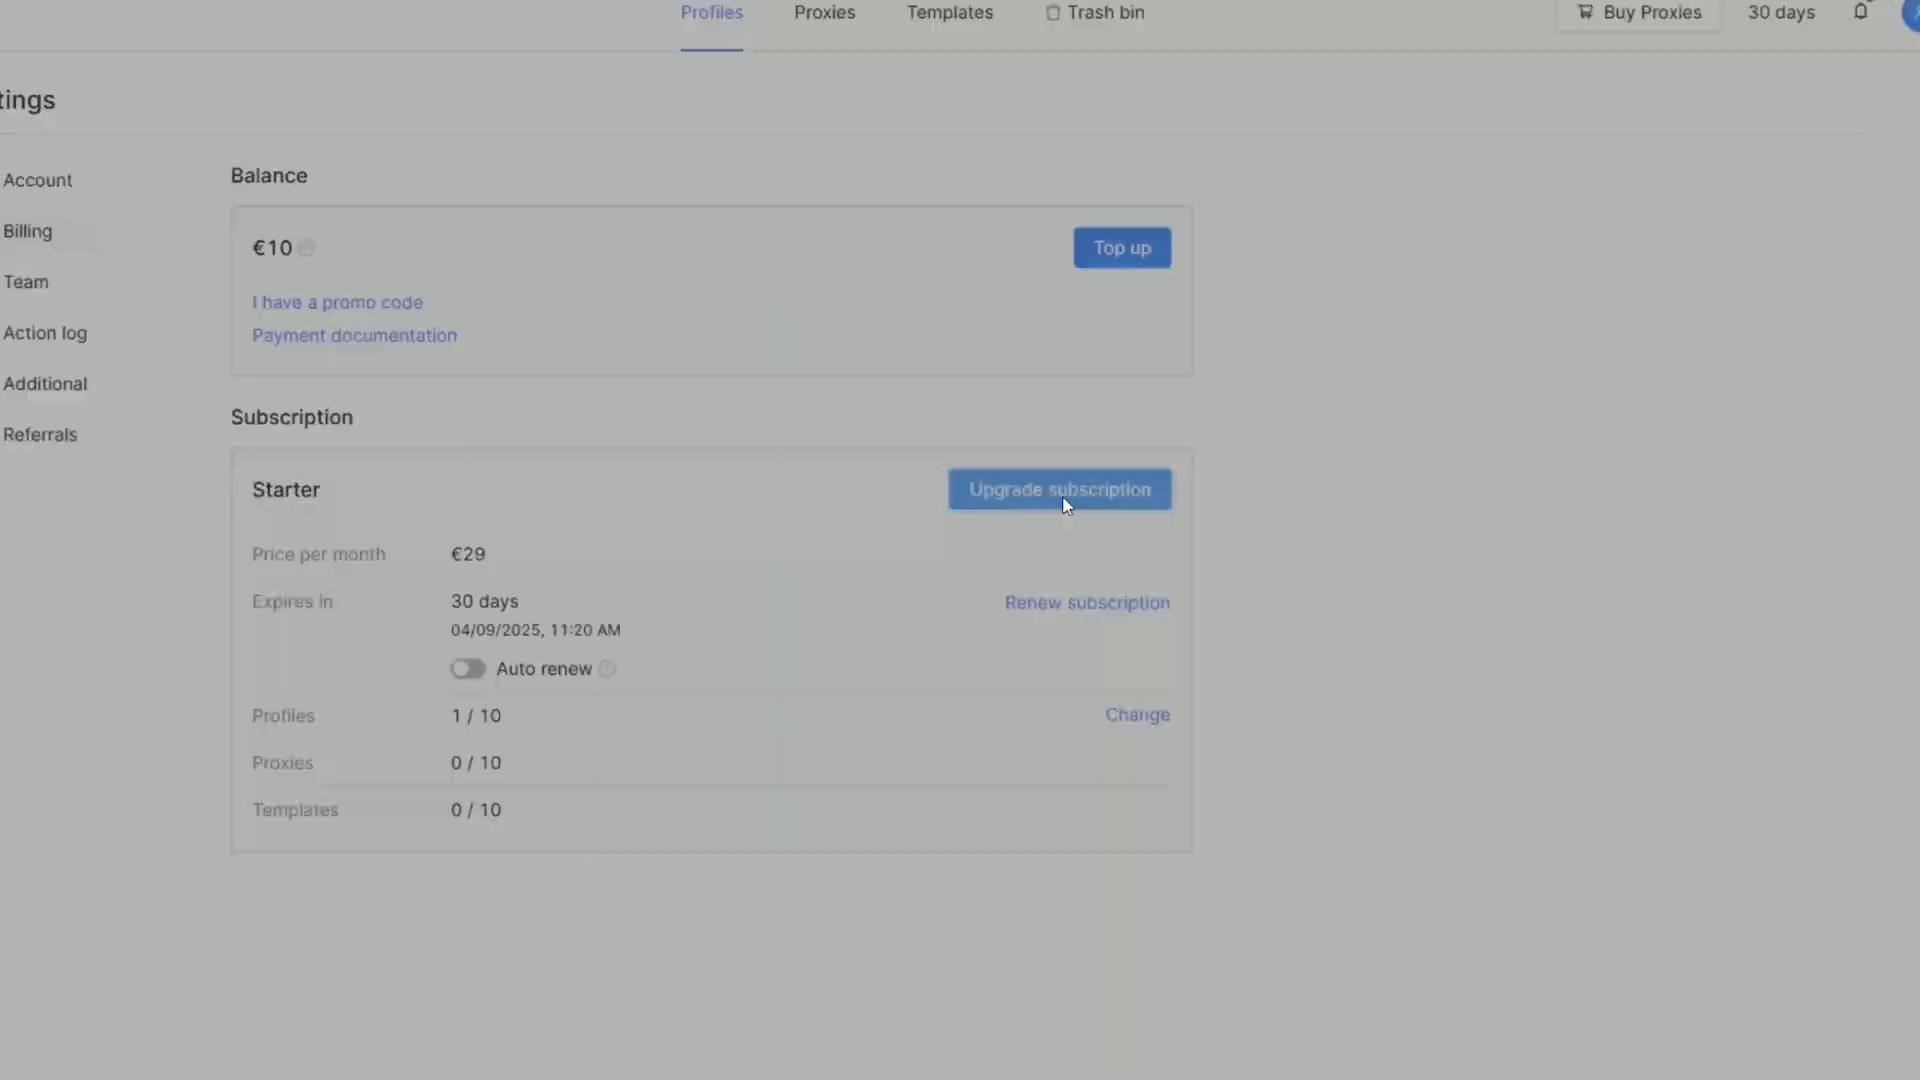 Profiles
Proxies
Templates
Trash bin
Buy Proxies
30 days
tings
Account
Billing
Team
Action log
Additional
Referrals
Balance
€10
Top up
I have a promo code
Payment documentation
Subscription
Starter
Upgrade subscription
Price per month
€29
Expires in
30 days
Renew subscription
04/09/2025, 11:20 AM
Auto renew
Profiles
1 / 10
Change
Proxies
0 / 10
Templates
0 / 10